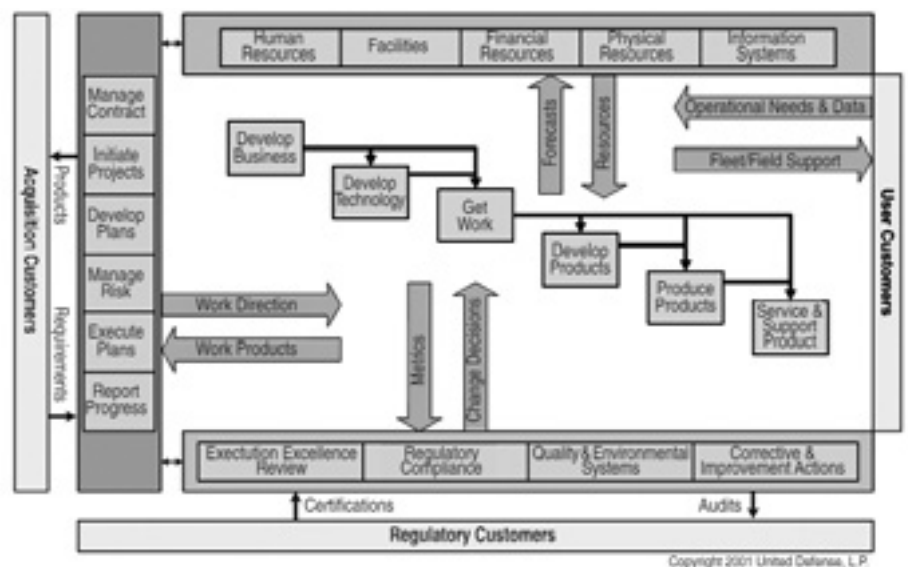 Human
Resources
Facilities
Financial
Resources
Physical
Resources
Information
Systems
Manage
Contract
Initiate
Projects
Develop
Plans
Manage
Risk
Execute
Plans
Report
Progress
Acquisition Customers
Products
Requirements
Develop
Business
Develop
Technology
Get
Work
Develop
Products
Produce
Products
Service &
Support
Product
Forecasts
Resources
Operational Needs & Data
Fleet/Field Support
User Customers
Work Direction
Work Products
Metrics
Change Decisions
Exectution Excellence
Review
Regulatory
Compliance
Quality & Environmental
Systems
Corrective &
Improvement Actions
Certifications
Audits
Regulatory Customers
Copyright 2001 United Defense, L.P.